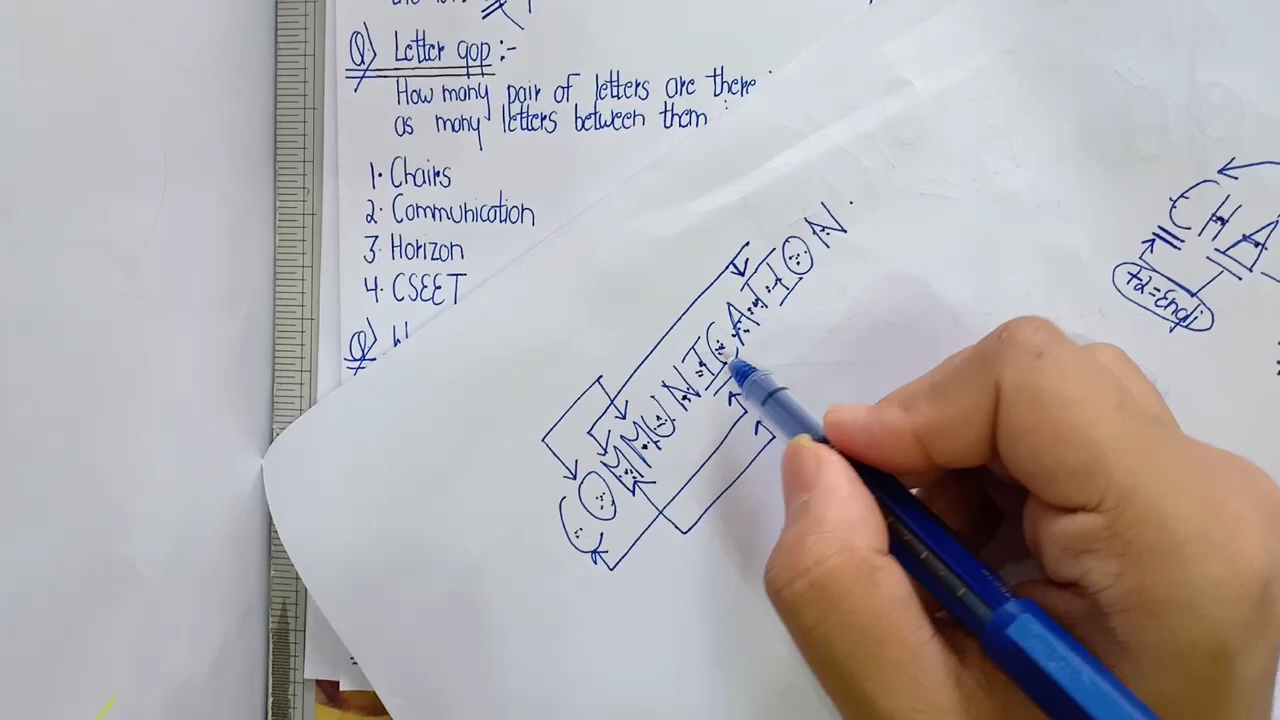 Q) Letter gap :-
How many pair of letters are there
as many letters between them
1. Chairs
2. Communication
3. Horizon
4. CSEET
Q)
COMMUNICATION.
CHA
+2=Engli